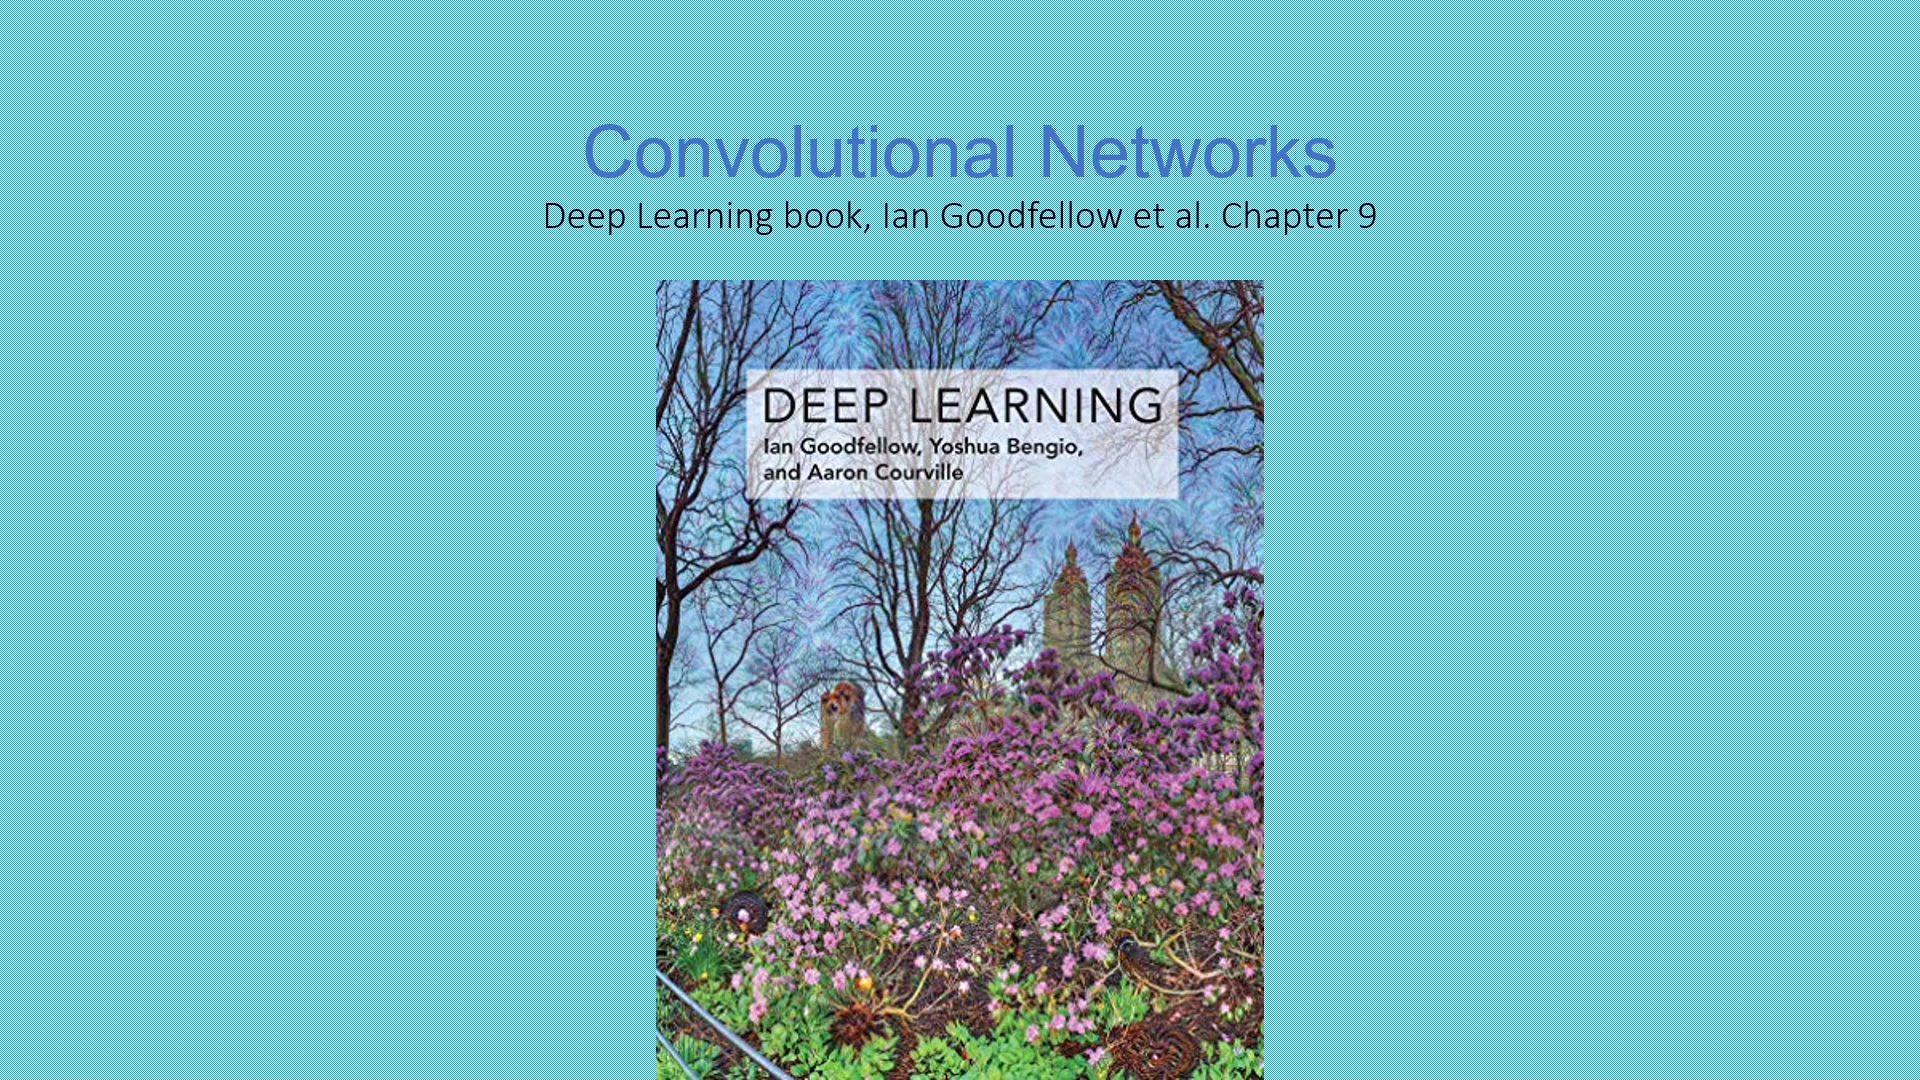 Convolutional Networks
Deep Learning book, Ian Goodfellow et al. Chapter 9
DEEP LEARNING
Ian Goodfellow, Yoshua Bengio,
and Aaron Courville